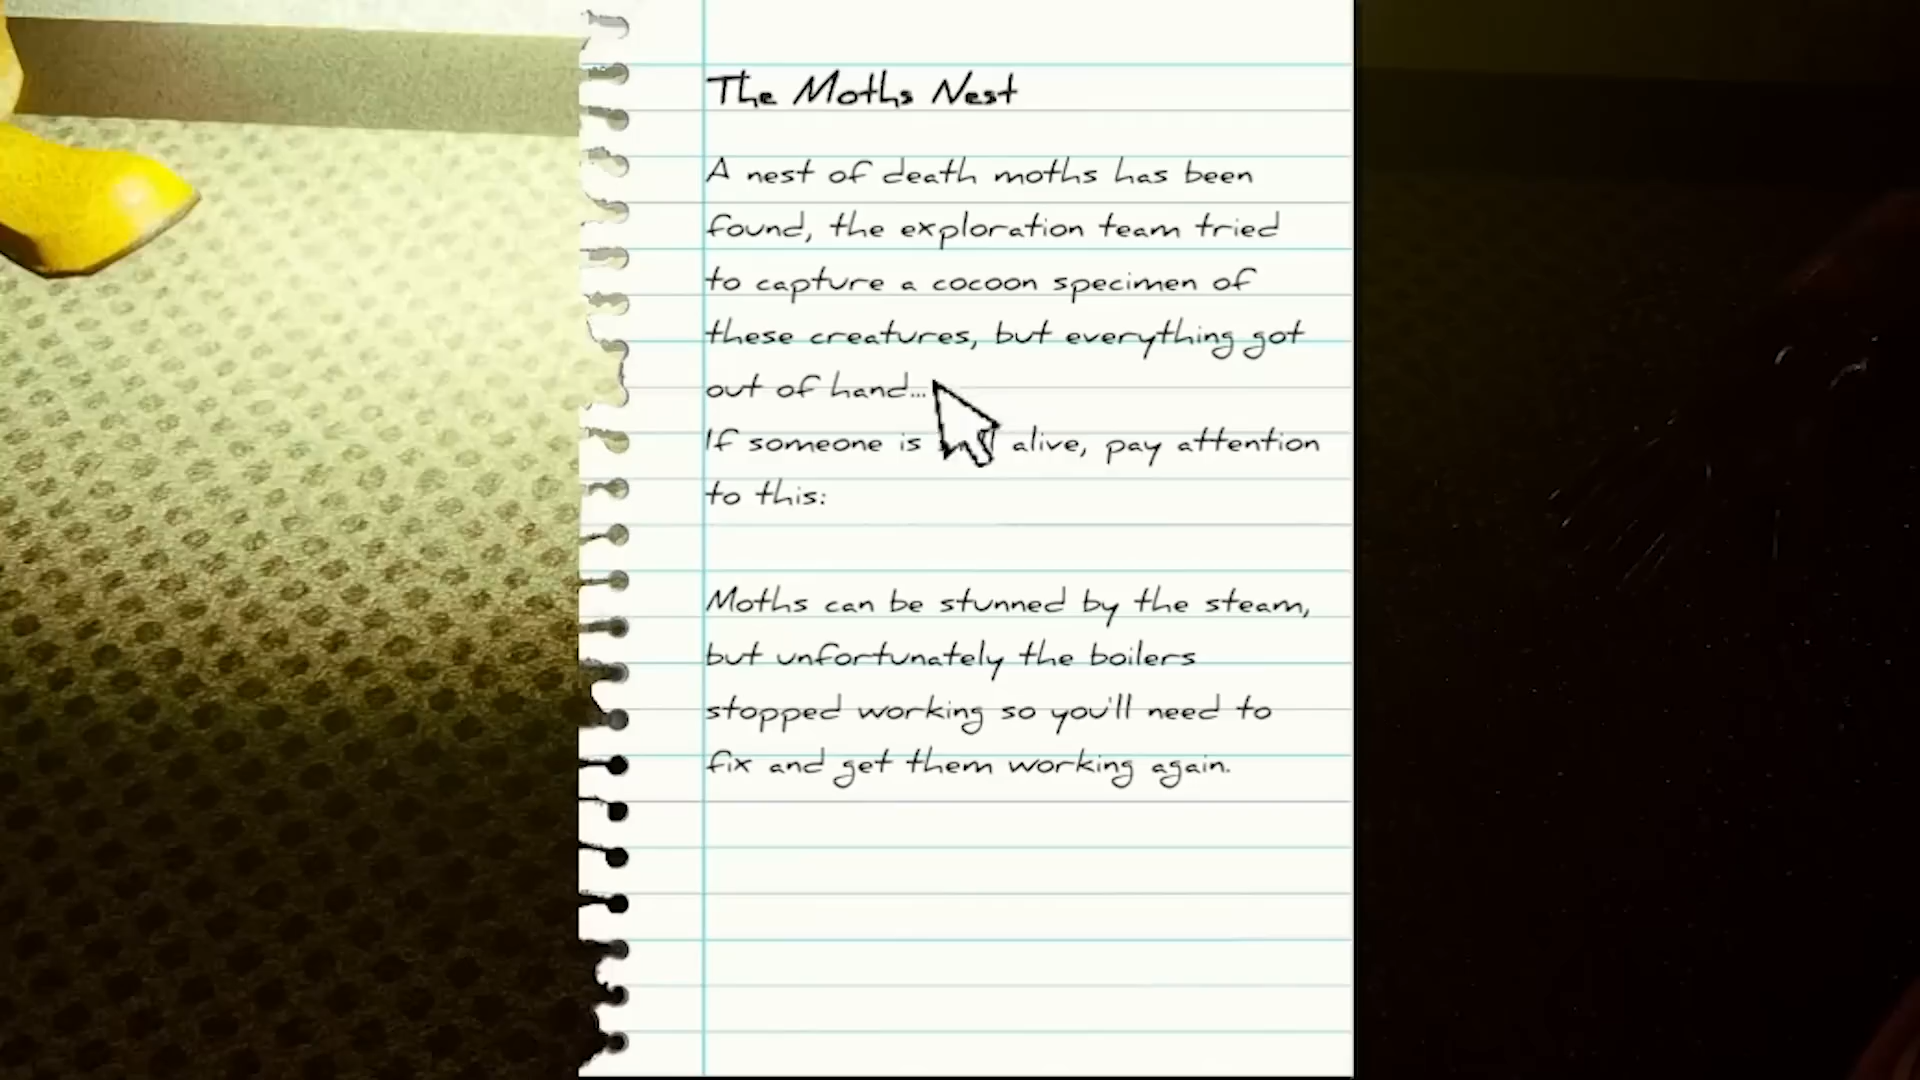 The Moths Nest
A nest of death moths has been
found, the exploration team tried
to capture a cocoon specimen of
these creatures, but everything got
out of hand...
If someone is alive, pay attention
to this:
Moths can be stunned by the steam,
but unfortunately the boilers
stopped working so you'll need to
fix and get them working again.